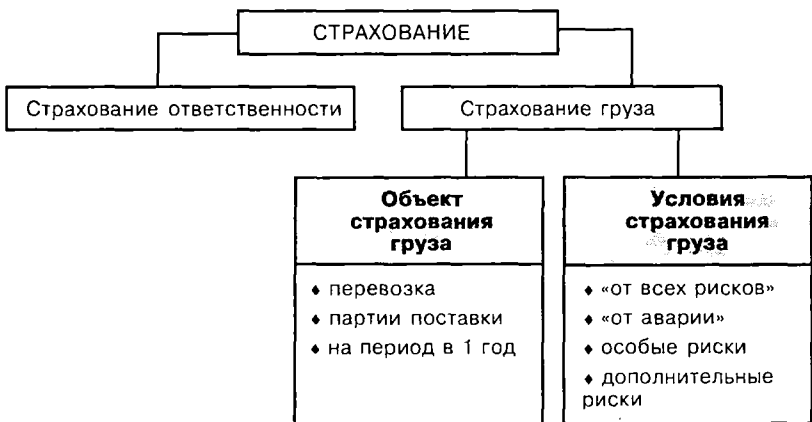 СТРАХОВАНИЕ
Страхование ответственности
Страхование груза
Объект
страхования
груза
♦ перевозка
♦ партии поставки
♦ на период в 1 год
Условия
страхования
груза
♦ «от всех рисков»
♦ «от аварии»
♦ особые риски
♦ дополнительные
риски